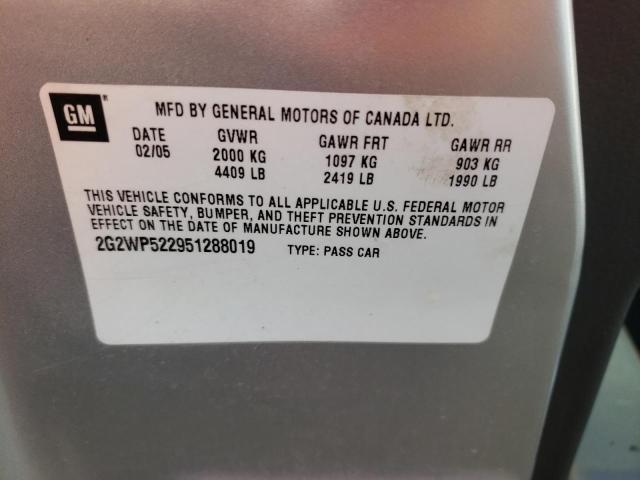 GM
MFD BY GENERAL MOTORS OF CANADA LTD.
DATE GVWR GAWR FRT GAWR RR
02/05 2000 KG 1097 KG 903 KG
4409 LB 2419 LB 1990 LB
THIS VEHICLE CONFORMS TO ALL APPLICABLE U.S. FEDERAL MOTOR
VEHICLE SAFETY, BUMPER, AND THEFT PREVENTION STANDARDS IN
EFFECT ON THE DATE OF MANUFACTURE SHOWN ABOVE.
2G2WP522951288019 TYPE: PASS CAR